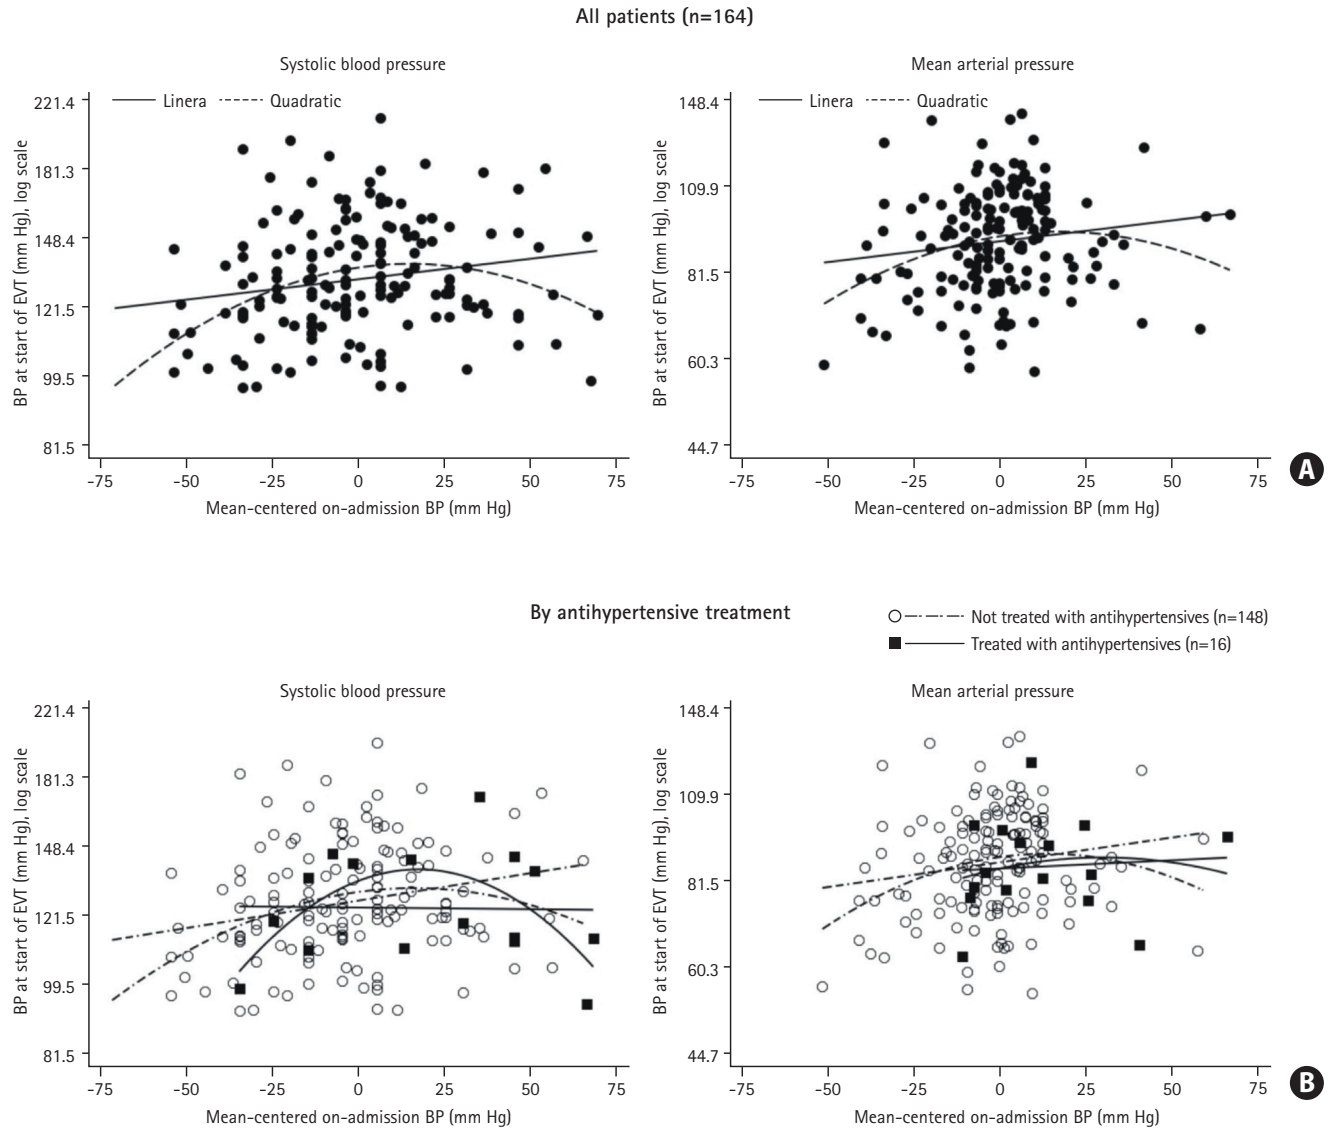 All patients (n=164)
Systolic blood pressure
Linera
Quadratic
BP at start of EVT (mm Hg), log scale
221.4
181.3
148.4
121.5
99.5
81.5
-75 -50 -25 0 25 50 75
Mean-centered on-admission BP (mm Hg)
Mean arterial pressure
Linera
Quadratic
BP at start of EVT (mm Hg), log scale
148.4
109.9
81.5
60.3
44.7
-75 -50 -25 0 25 50 75
Mean-centered on-admission BP (mm Hg)
A
By antihypertensive treatment
Not treated with antihypertensives (n=148)
Treated with antihypertensives (n=16)
Systolic blood pressure
BP at start of EVT (mm Hg), log scale
221.4
181.3
148.4
121.5
99.5
81.5
-75 -50 -25 0 25 50 75
Mean-centered on-admission BP (mm Hg)
Mean arterial pressure
BP at start of EVT (mm Hg), log scale
148.4
109.9
81.5
60.3
44.7
-75 -50 -25 0 25 50 75
Mean-centered on-admission BP (mm Hg)
B